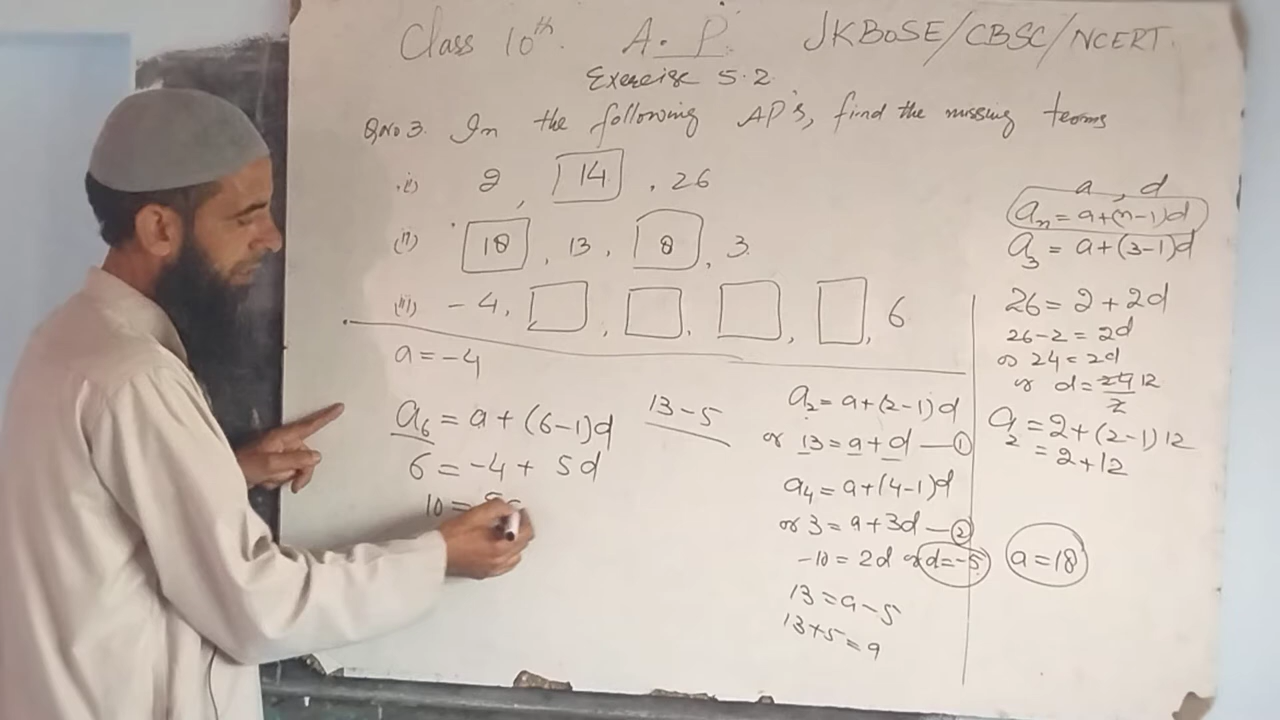 Class 10th. A.P. JKBOSE/CBSC/NCERT.
Exercise 5.2
Q.No 3. In the following AP's, find the missing terms
(i) 2, 14, 26
(ii) 18, 13, 8, 3
(iii) -4, , , , , 6
a = -4
a6 = a + (6-1)d
6 = -4 + 5d
10 =
13-5
a2 = a+(2-1)d
or 13 = a+d —①
a4 = a+(4-1)d
or 3 = a+3d —②
-10 = 2d or d=-5
13 = a-5
13+5 = a
a=18
a, d
an = a+(n-1)d
a3 = a+(3-1)d
26 = 2+2d
26-2 = 2d
or 24 = 2d
or d = 24/2 12
a2 = 2+(2-1)12
= 2+12